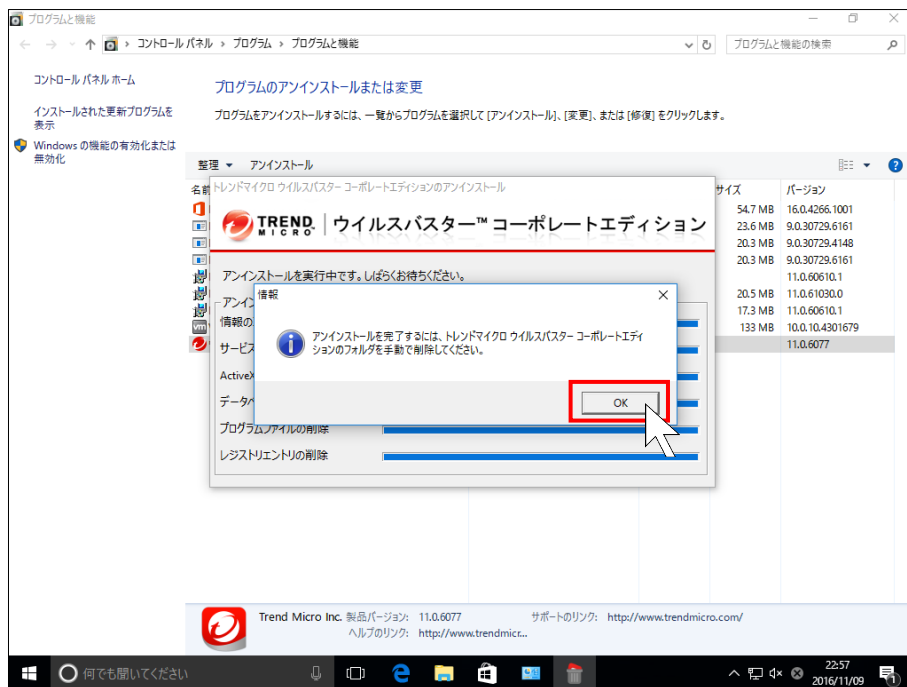 プログラムと機能
コントロール パネル › プログラム › プログラムと機能
プログラムと機能の検索
コントロール パネル ホーム
インストールされた更新プログラムを
表示
Windows の機能の有効化または
無効化
プログラムのアンインストールまたは変更
プログラムをアンインストールするには、一覧からプログラムを選択して [アンインストール]、[変更]、または [修復] をクリックします。
整理 アンインストール
名前 サイズ バージョン
54.7 MB 16.0.4266.1001
23.6 MB 9.0.30729.6161
20.3 MB 9.0.30729.4148
20.3 MB 9.0.30729.6161
11.0.60610.1
20.5 MB 11.0.61030.0
17.3 MB 11.0.60610.1
133 MB 10.0.10.4301679
11.0.6077
トレンドマイクロ ウイルスバスター コーポレートエディションのアンインストール
TREND MICRO ウイルスバスター™ コーポレートエディション
アンインストールを実行中です。しばらくお待ちください。
アンイン
情報の
サービス
ActiveX
データベ
プログラムファイルの削除
レジストリエントリの削除
情報
アンインストールを完了するには、トレンドマイクロ ウイルスバスター コーポレートエディ
ションのフォルダを手動で削除してください。
OK
Trend Micro Inc. 製品バージョン: 11.0.6077 サポートのリンク: http://www.trendmicro.com/
ヘルプのリンク: http://www.trendmicr...
何でも聞いてください
22:57
2016/11/09
1